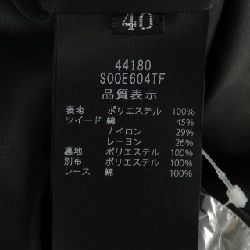 40
44180
S00E604TF
品質表示
表地 ポリエステル 100%
ツイード 綿 45%
ナイロン 29%
レーヨン 26%
裏地 ポリエステル 100%
別布 ポリエステル 100%
レース 綿 100%